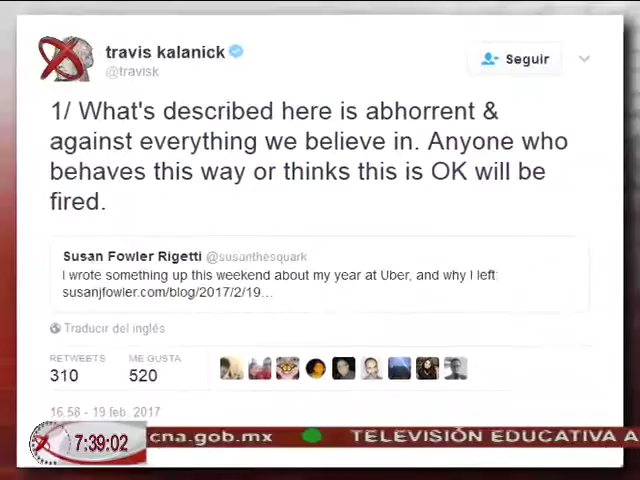 travis kalanick
@travisk
Seguir
1/ What's described here is abhorrent &
against everything we believe in. Anyone who
behaves this way or thinks this is OK will be
fired.
Susan Fowler Rigetti @susanthesquark
I wrote something up this weekend about my year at Uber, and why I left:
susanjfowler.com/blog/2017/2/19...
Traducir del inglés
RETWEETS
310
ME GUSTA
520
16:58 - 19 feb. 2017
7:39:02
cna.gob.mx
TELEVISIÓN EDUCATIVA A